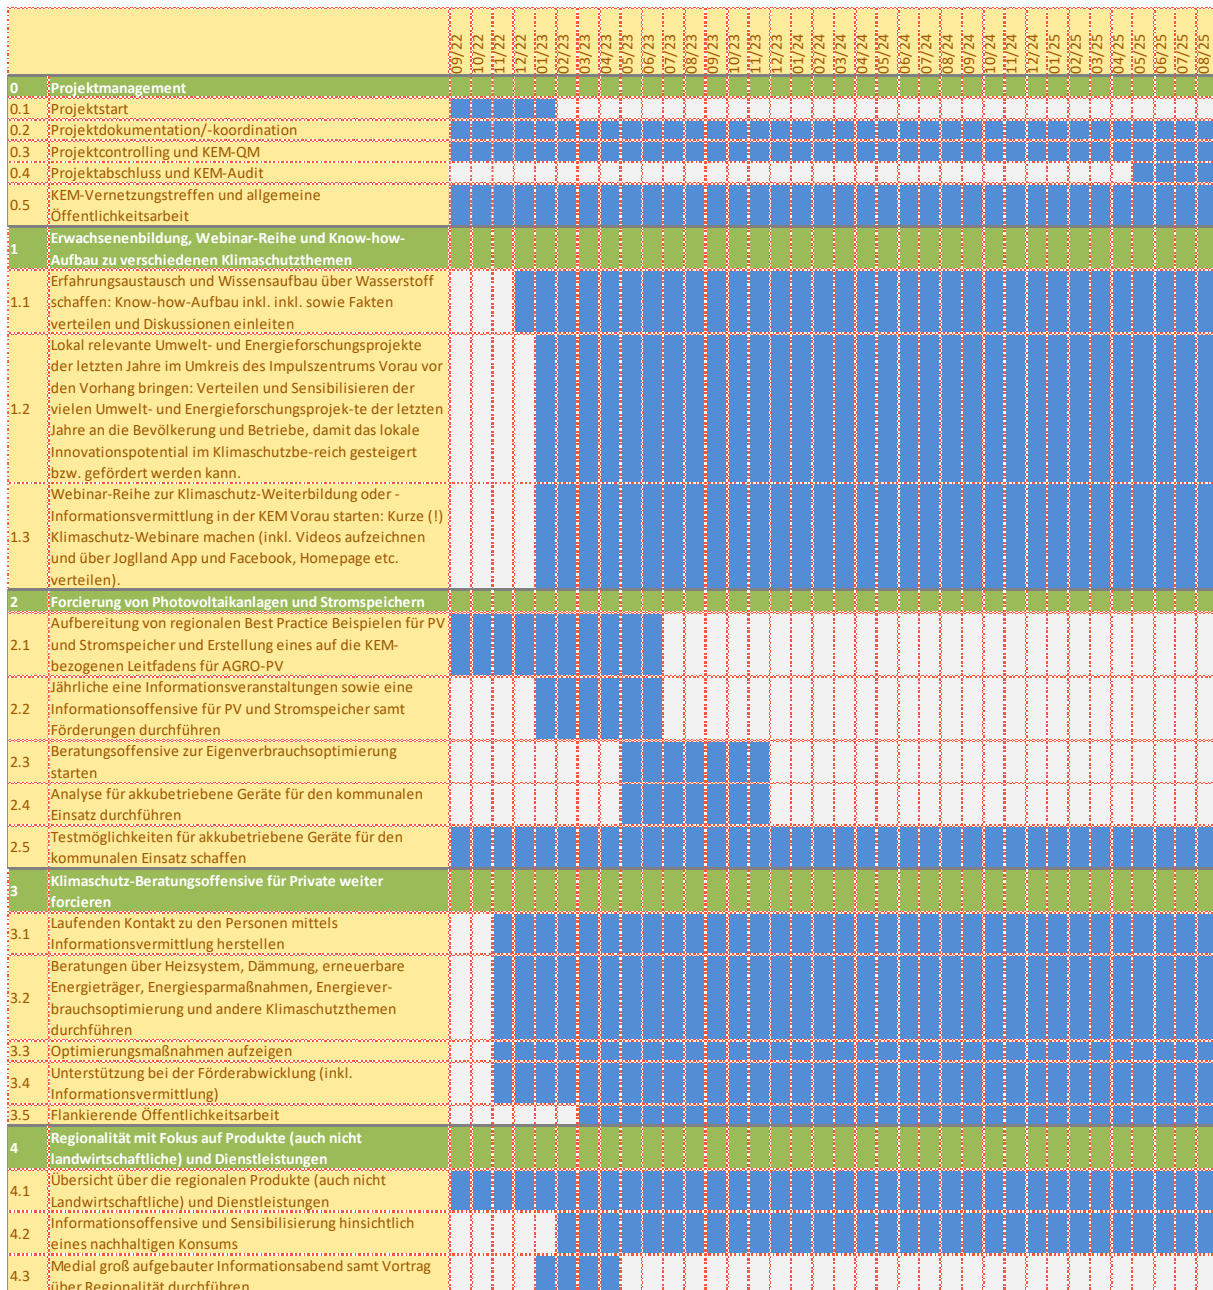 09/22 10/22 11/22 12/22 01/23 02/23 03/23 04/23 05/23 06/23 07/23 08/23 09/23 10/23 11/23 12/23 01/24 02/24 03/24 04/24 05/24 06/24 07/24 08/24 09/24 10/24 11/24 12/24 01/25 02/25 03/25 04/25 05/25 06/25 07/25 08/25
0 Projektmanagement
0.1 Projektstart
0.2 Projektdokumentation/-koordination
0.3 Projektcontrolling und KEM-QM
0.4 Projektabschluss und KEM-Audit
0.5 KEM-Vernetzungstreffen und allgemeine
Öffentlichkeitsarbeit
1 Erwachsenenbildung, Webinar-Reihe und Know-how-
Aufbau zu verschiedenen Klimaschutzthemen
1.1 Erfahrungsaustausch und Wissensaufbau über Wasserstoff
schaffen: Know-how-Aufbau inkl. inkl. sowie Fakten
verteilen und Diskussionen einleiten
1.2 Lokal relevante Umwelt- und Energieforschungsprojekte
der letzten Jahre im Umkreis des Impulszentrums Vorau vor
den Vorhang bringen: Verteilen und Sensibilisieren der
vielen Umwelt- und Energieforschungsprojek-te der letzten
Jahre an die Bevölkerung und Betriebe, damit das lokale
Innovationspotential im Klimaschutzbe-reich gesteigert
bzw. gefördert werden kann.
1.3 Webinar-Reihe zur Klimaschutz-Weiterbildung oder -
Informationsvermittlung in der KEM Vorau starten: Kurze (!)
Klimaschutz-Webinare machen (inkl. Videos aufzeichnen
und über Joglland App und Facebook, Homepage etc.
verteilen).
2 Forcierung von Photovoltaikanlagen und Stromspeichern
2.1 Aufbereitung von regionalen Best Practice Beispielen für PV
und Stromspeicher und Erstellung eines auf die KEM-
bezogenen Leitfadens für AGRO-PV
2.2 Jährliche eine Informationsveranstaltungen sowie eine
Informationsoffensive für PV und Stromspeicher samt
Förderungen durchführen
2.3 Beratungsoffensive zur Eigenverbrauchsoptimierung
starten
2.4 Analyse für akkubetriebene Geräte für den kommunalen
Einsatz durchführen
2.5 Testmöglichkeiten für akkubetriebene Geräte für den
kommunalen Einsatz schaffen
3 Klimaschutz-Beratungsoffensive für Private weiter
forcieren
3.1 Laufenden Kontakt zu den Personen mittels
Informationsvermittlung herstellen
3.2 Beratungen über Heizsystem, Dämmung, erneuerbare
Energieträger, Energiesparmaßnahmen, Energiever-
brauchsoptimierung und andere Klimaschutzthemen
durchführen
3.3 Optimierungsmaßnahmen aufzeigen
3.4 Unterstützung bei der Förderabwicklung (inkl.
Informationsvermittlung)
3.5 Flankierende Öffentlichkeitsarbeit
4 Regionalität mit Fokus auf Produkte (auch nicht
landwirtschaftliche) und Dienstleistungen
4.1 Übersicht über die regionalen Produkte (auch nicht
Landwirtschaftliche) und Dienstleistungen
4.2 Informationsoffensive und Sensibilisierung hinsichtlich
eines nachhaltigen Konsums
4.3 Medial groß aufgebauter Informationsabend samt Vortrag
über Regionalität durchführen